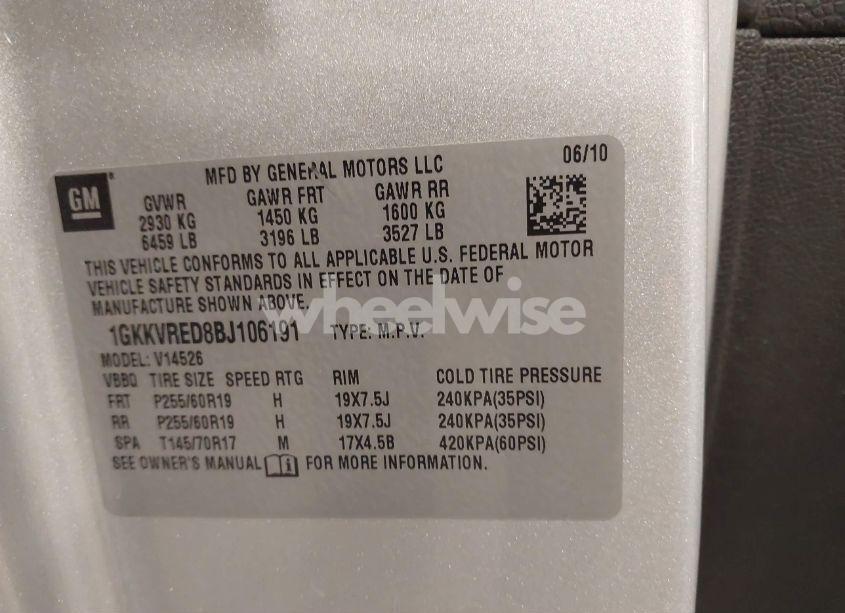 06/10
MFD BY GENERAL MOTORS LLC
GM
GVWR GAWR FRT GAWR RR
2930 KG 1450 KG 1600 KG
6459 LB 3196 LB 3527 LB
THIS VEHICLE CONFORMS TO ALL APPLICABLE U.S. FEDERAL MOTOR
VEHICLE SAFETY STANDARDS IN EFFECT ON THE DATE OF
MANUFACTURE SHOWN ABOVE.
wheelwise
1GKKVRED8BJ106191 TYPE: M.P.V.
MODEL: V14526
VBBQ TIRE SIZE SPEED RTG RIM COLD TIRE PRESSURE
FRT P255/60R19 H 19X7.5J 240KPA(35PSI)
RR P255/60R19 H 19X7.5J 240KPA(35PSI)
SPA T145/70R17 M 17X4.5B 420KPA(60PSI)
SEE OWNER'S MANUAL FOR MORE INFORMATION.